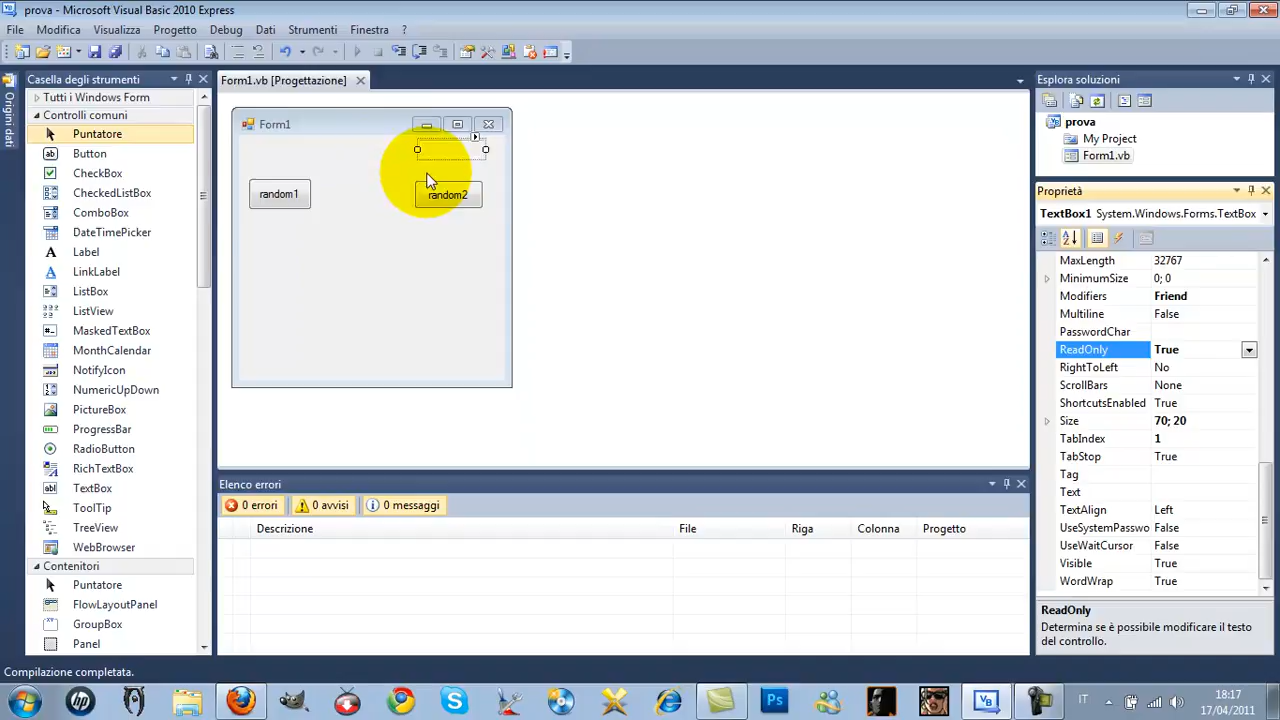 prova - Microsoft Visual Basic 2010 Express
File Modifica Visualizza Progetto Debug Dati Strumenti Finestra ?
Origini dati
Casella degli strumenti
Tutti i Windows Form
Controlli comuni
Puntatore
Button
CheckBox
CheckedListBox
ComboBox
DateTimePicker
Label
LinkLabel
ListBox
ListView
MaskedTextBox
MonthCalendar
NotifyIcon
NumericUpDown
PictureBox
ProgressBar
RadioButton
RichTextBox
TextBox
ToolTip
TreeView
WebBrowser
Contenitori
Puntatore
FlowLayoutPanel
GroupBox
Panel
Form1.vb [Progettazione]
Form1
random1
random2
Elenco errori
0 errori 0 avvisi 0 messaggi
Descrizione File Riga Colonna Progetto
Esplora soluzioni
prova
My Project
Form1.vb
Proprietà
TextBox1 System.Windows.Forms.TextBox
MaxLength 32767
MinimumSize 0; 0
Modifiers Friend
Multiline False
PasswordChar
ReadOnly True
RightToLeft No
ScrollBars None
ShortcutsEnabled True
Size 70; 20
TabIndex 1
TabStop True
Tag
Text
TextAlign Left
UseSystemPasswo False
UseWaitCursor False
Visible True
WordWrap True
ReadOnly
Determina se è possibile modificare il testo
del controllo.
Compilazione completata.
IT
18:17
17/04/2011